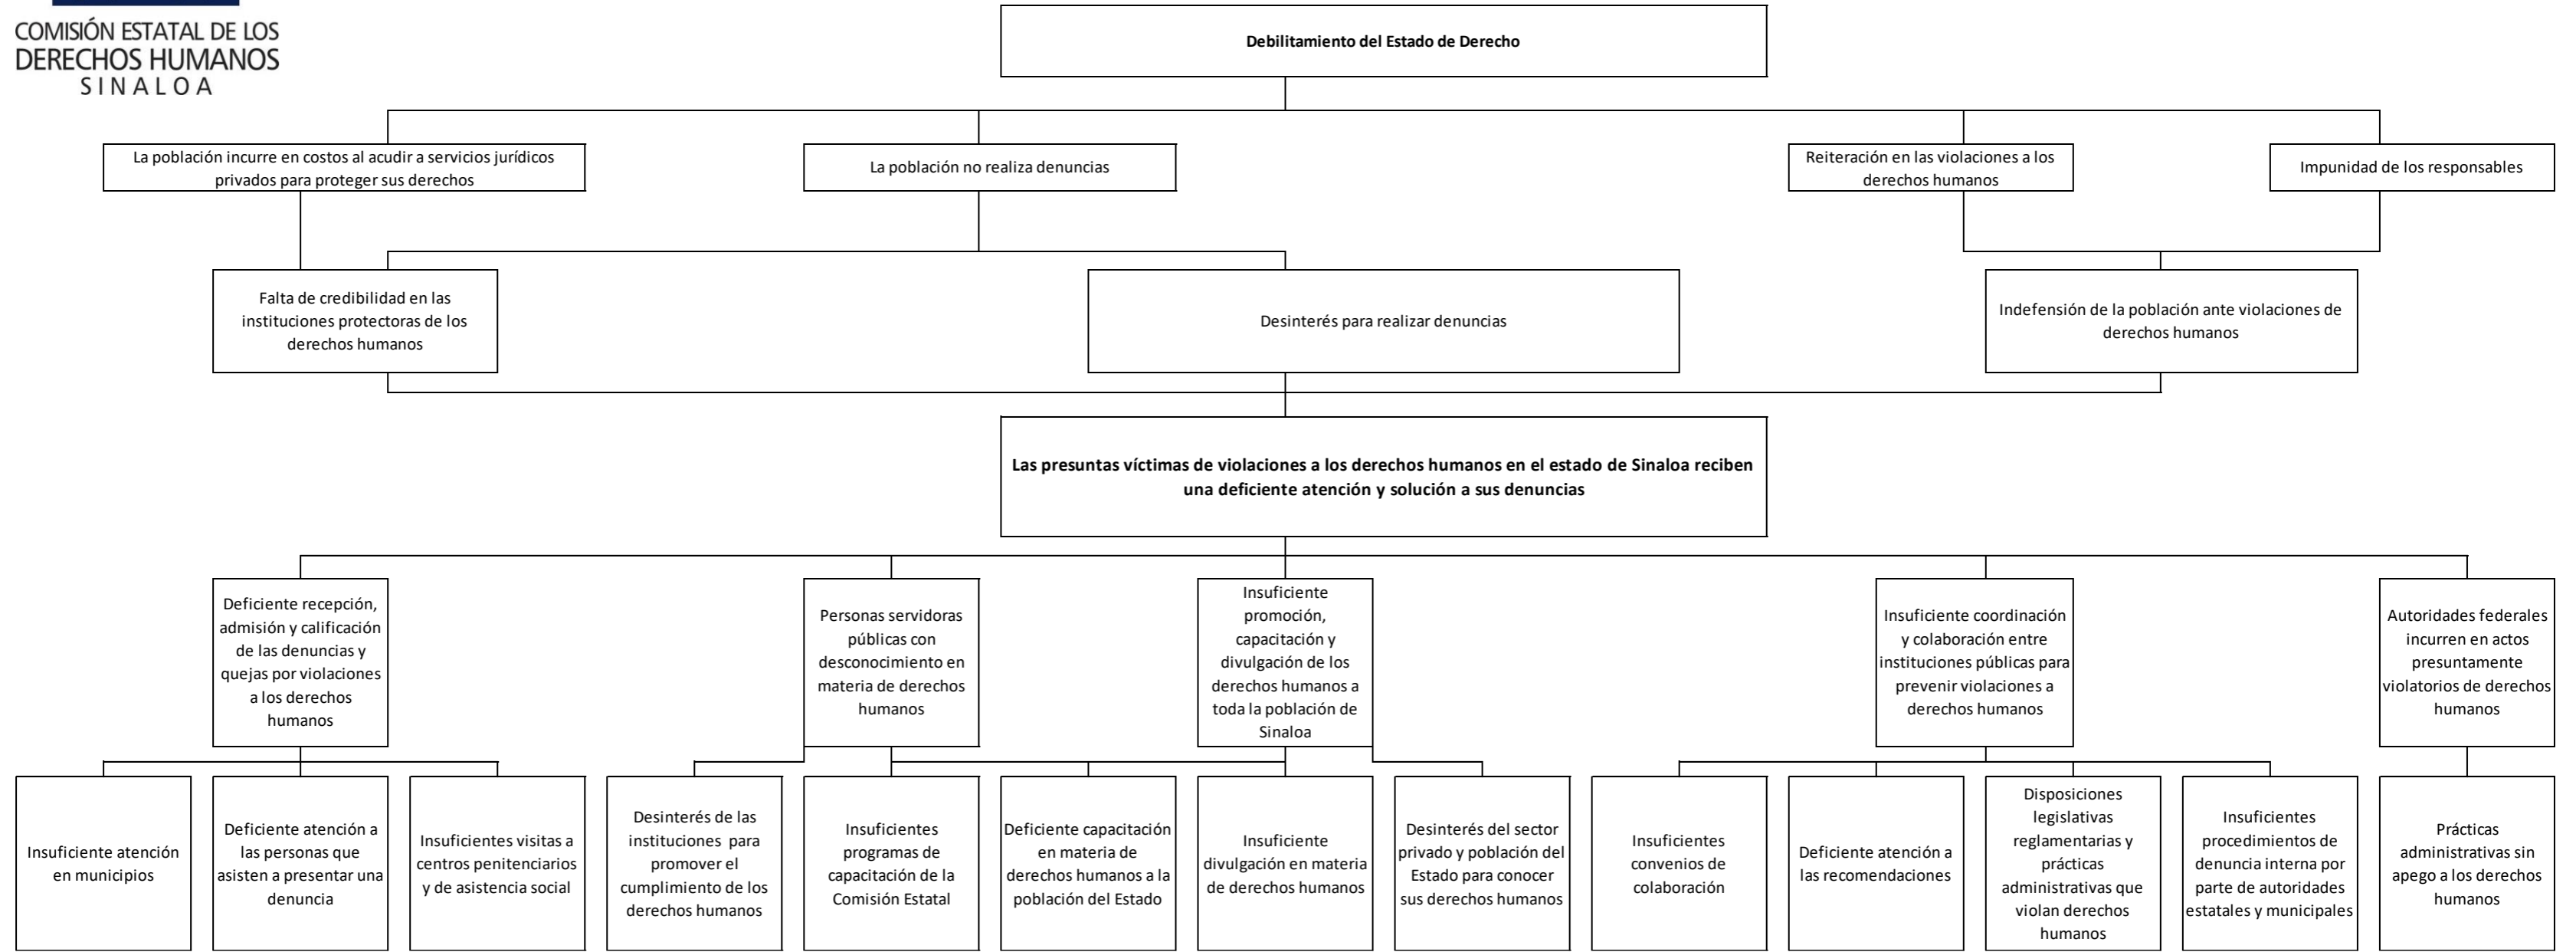 COMISIÓN ESTATAL DE LOS
DERECHOS HUMANOS
SINALOA
Debilitamiento del Estado de Derecho
La población incurre en costos al acudir a servicios jurídicos
privados para proteger sus derechos
La población no realiza denuncias
Reiteración en las violaciones a los
derechos humanos
Impunidad de los responsables
Falta de credibilidad en las
instituciones protectoras de los
derechos humanos
Desinterés para realizar denuncias
Indefensión de la población ante violaciones de
derechos humanos
Las presuntas víctimas de violaciones a los derechos humanos en el estado de Sinaloa reciben
una deficiente atención y solución a sus denuncias
Deficiente recepción,
admisión y calificación
de las denuncias y
quejas por violaciones
a los derechos
humanos
Personas servidoras
públicas con
desconocimiento en
materia de derechos
humanos
Insuficiente
promoción,
capacitación y
divulgación de los
derechos humanos a
toda la población de
Sinaloa
Insuficiente coordinación
y colaboración entre
instituciones públicas para
prevenir violaciones a
derechos humanos
Autoridades federales
incurren en actos
presuntamente
violatorios de derechos
humanos
Insuficiente atención
en municipios
Deficiente atención a
las personas que
asisten a presentar una
denuncia
Insuficientes visitas a
centros penitenciarios
y de asistencia social
Desinterés de las
instituciones para
promover el
cumplimiento de los
derechos humanos
Insuficientes
programas de
capacitación de la
Comisión Estatal
Deficiente capacitación
en materia de
derechos humanos a la
población del Estado
Insuficiente
divulgación en materia
de derechos humanos
Desinterés del sector
privado y población del
Estado para conocer
sus derechos humanos
Insuficientes
convenios de
colaboración
Deficiente atención a
las recomendaciones
Disposiciones
legislativas
reglamentarias y
prácticas
administrativas que
violan derechos
humanos
Insuficientes
procedimientos de
denuncia interna por
parte de autoridades
estatales y municipales
Prácticas
administrativas sin
apego a los derechos
humanos